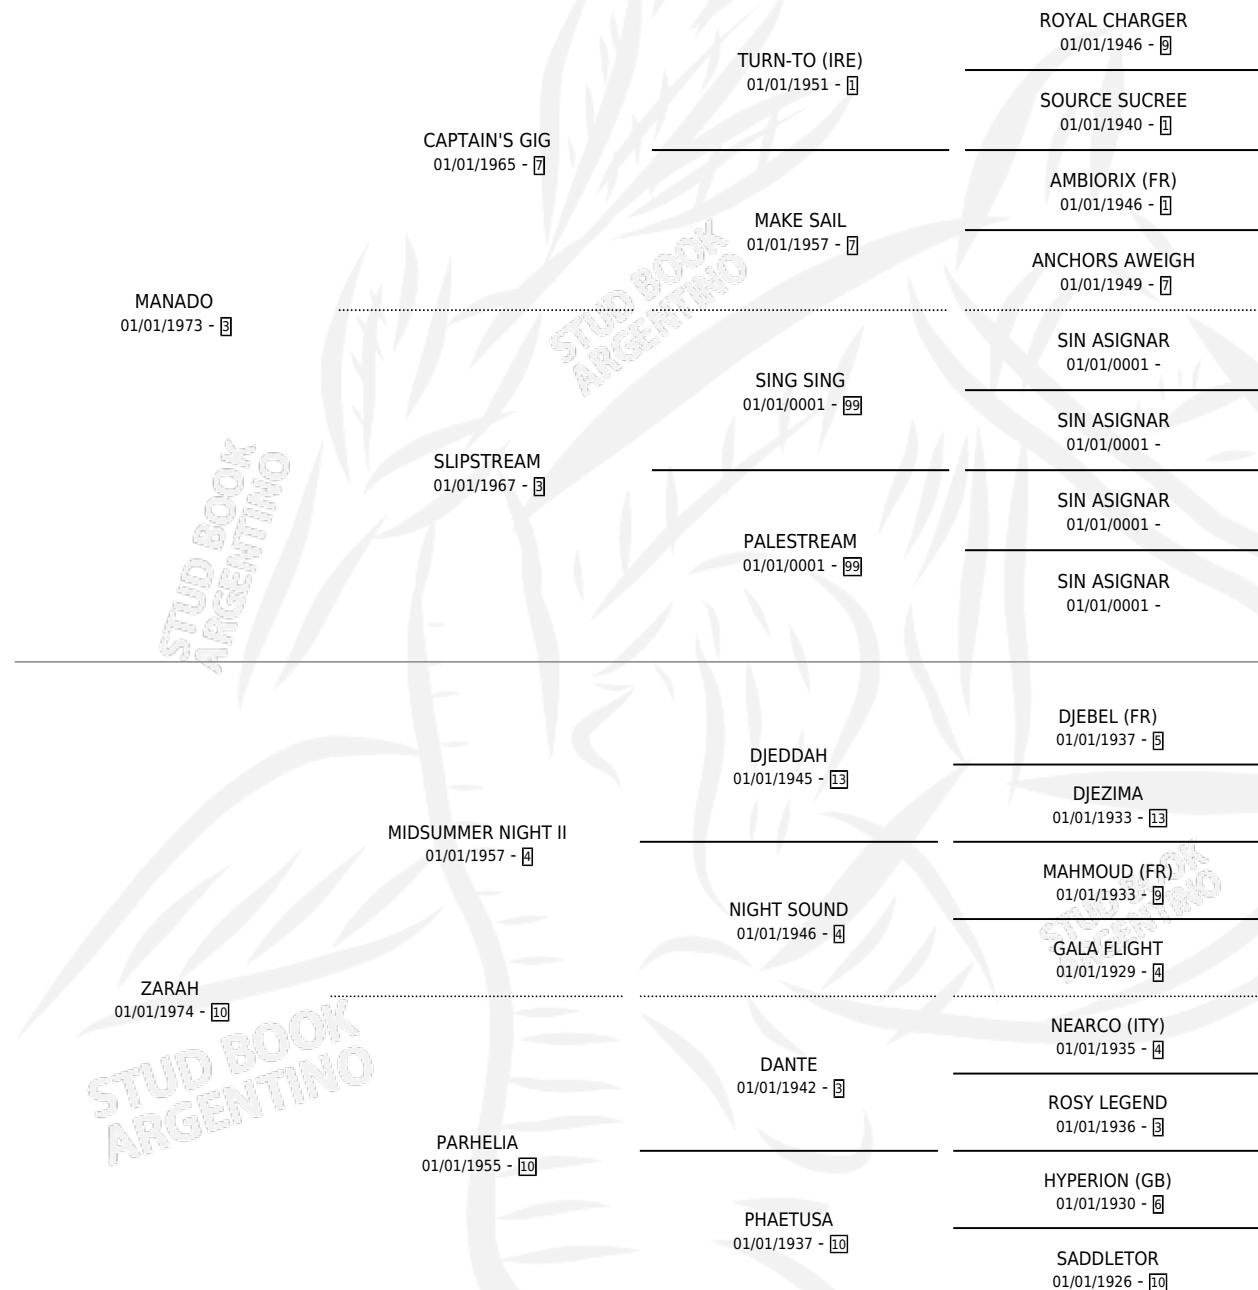 ROYAL CHARGER
01/01/1946 - 9
TURN-TO (IRE)
01/01/1951 - 1
SOURCE SUCREE
01/01/1940 - 1
CAPTAIN'S GIG
01/01/1965 - 7
AMBIORIX (FR)
01/01/1946 - 1
MAKE SAIL
01/01/1957 - 7
ANCHORS AWEIGH
01/01/1949 - 7
MANADO
01/01/1973 - 3
SIN ASIGNAR
01/01/0001 -
SING SING
01/01/0001 - 99
SIN ASIGNAR
01/01/0001 -
SLIPSTREAM
01/01/1967 - 3
SIN ASIGNAR
01/01/0001 -
PALESTREAM
01/01/0001 - 99
SIN ASIGNAR
01/01/0001 -
DJEBEL (FR)
01/01/1937 - 5
DJEDDAH
01/01/1945 - 13
DJEZIMA
01/01/1933 - 13
MIDSUMMER NIGHT II
01/01/1957 - 4
MAHMOUD (FR)
01/01/1933 - 9
NIGHT SOUND
01/01/1946 - 4
GALA FLIGHT
01/01/1929 - 4
ZARAH
01/01/1974 - 10
NEARCO (ITY)
01/01/1935 - 4
DANTE
01/01/1942 - 3
ROSY LEGEND
01/01/1936 - 3
PARHELIA
01/01/1955 - 10
HYPERION (GB)
01/01/1930 - 6
PHAETUSA
01/01/1937 - 10
SADDLETOR
01/01/1926 - 10
STUD BOOK
ARGENTINO
STUD BOOK
ARGENTINO
STUD BOOK
ARGENTINO
STUD BOOK
ARGENTINO